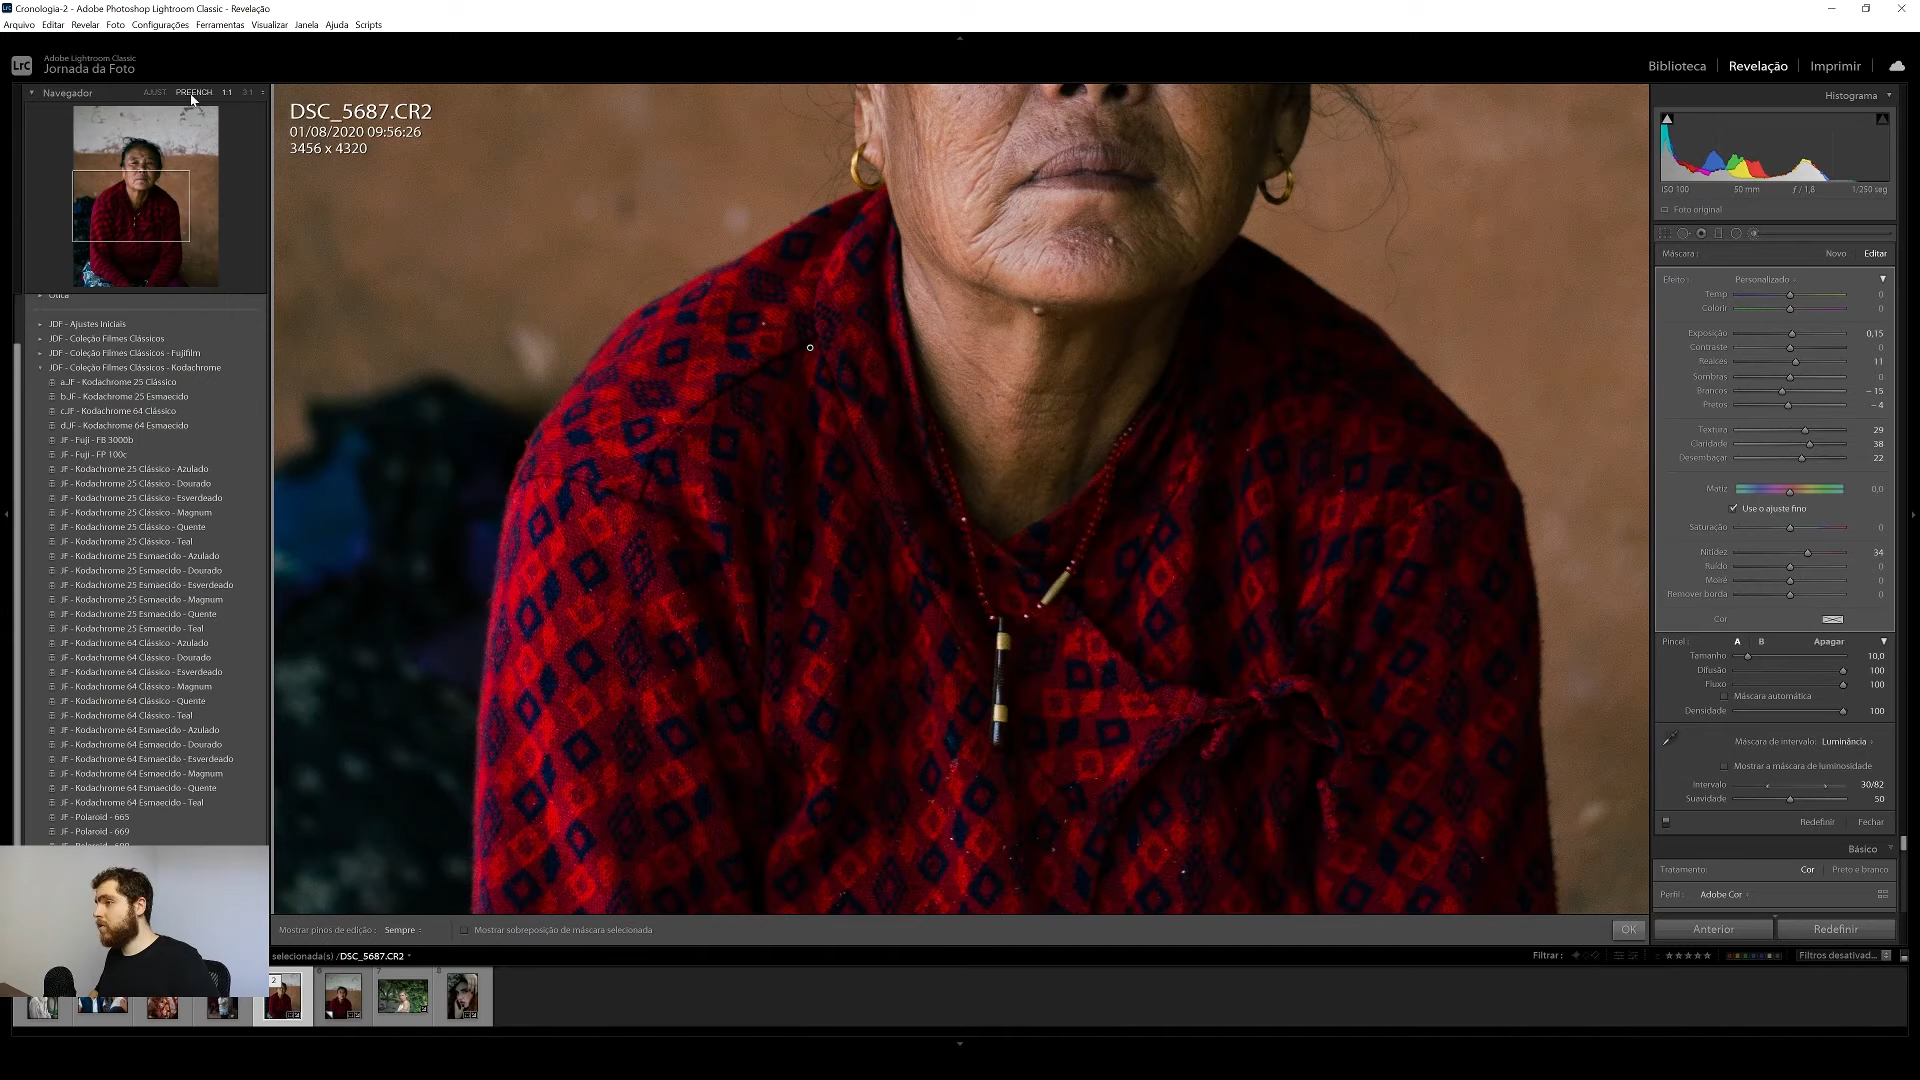 Cronologia-2 - Adobe Photoshop Lightroom Classic - Revelação
Arquivo Editar Revelar Foto Configurações Ferramentas Visualizar Janela Ajuda Scripts
LrC
Adobe Lightroom Classic
Jornada da Foto
Biblioteca
Revelação
Imprimir
Navegador
AJUST. PREENCH. 1:1 3:1
Ótica
JDF - Ajustes Iniciais
JDF - Coleção Filmes Clássicos
JDF - Coleção Filmes Clássicos - Fujifilm
JDF - Coleção Filmes Clássicos - Kodachrome
a.JF - Kodachrome 25 Clássico
b.JF - Kodachrome 25 Esmaecido
c.JF - Kodachrome 64 Clássico
d.JF - Kodachrome 64 Esmaecido
JF - Fuji - FB 3000b
JF - Fuji - FP 100c
JF - Kodachrome 25 Clássico - Azulado
JF - Kodachrome 25 Clássico - Dourado
JF - Kodachrome 25 Clássico - Esverdeado
JF - Kodachrome 25 Clássico - Magnum
JF - Kodachrome 25 Clássico - Quente
JF - Kodachrome 25 Clássico - Teal
JF - Kodachrome 25 Esmaecido - Azulado
JF - Kodachrome 25 Esmaecido - Dourado
JF - Kodachrome 25 Esmaecido - Esverdeado
JF - Kodachrome 25 Esmaecido - Magnum
JF - Kodachrome 25 Esmaecido - Quente
JF - Kodachrome 25 Esmaecido - Teal
JF - Kodachrome 64 Clássico - Azulado
JF - Kodachrome 64 Clássico - Dourado
JF - Kodachrome 64 Clássico - Esverdeado
JF - Kodachrome 64 Clássico - Magnum
JF - Kodachrome 64 Clássico - Quente
JF - Kodachrome 64 Clássico - Teal
JF - Kodachrome 64 Esmaecido - Azulado
JF - Kodachrome 64 Esmaecido - Dourado
JF - Kodachrome 64 Esmaecido - Esverdeado
JF - Kodachrome 64 Esmaecido - Magnum
JF - Kodachrome 64 Esmaecido - Quente
JF - Kodachrome 64 Esmaecido - Teal
JF - Polaroid - 665
JF - Polaroid - 669
DSC_5687.CR2
01/08/2020 09:56:26
3456 x 4320
Mostrar pinos de edição : Sempre
Mostrar sobreposição de máscara selecionada
OK
Histograma
ISO 100 50 mm ƒ / 1,8 1/250 seg
Foto original
Máscara : Novo Editar
Efeito : Personalizado
Temp 0
Colorir 0
Exposição 0,15
Contraste 0
Realces 11
Sombras 0
Brancos – 15
Pretos – 4
Textura 29
Claridade 38
Desembaçar 22
Matiz 0,0
Use o ajuste fino
Saturação 0
Nitidez 34
Ruído 0
Moiré 0
Remover borda 0
Cor
Pincel : A B Apagar
Tamanho 10,0
Difusão 100
Fluxo 100
Máscara automática
Densidade 100
Máscara de intervalo: Luminância
Mostrar a máscara de luminosidade
Intervalo 30/82
Suavidade 50
Redefinir Fechar
Básico
Tratamento: Cor Preto e branco
Perfil : Adobe Cor
Anterior Redefinir
selecionada(s) /DSC_5687.CR2
Filtrar :
Filtros desativad...
2 6 7 8